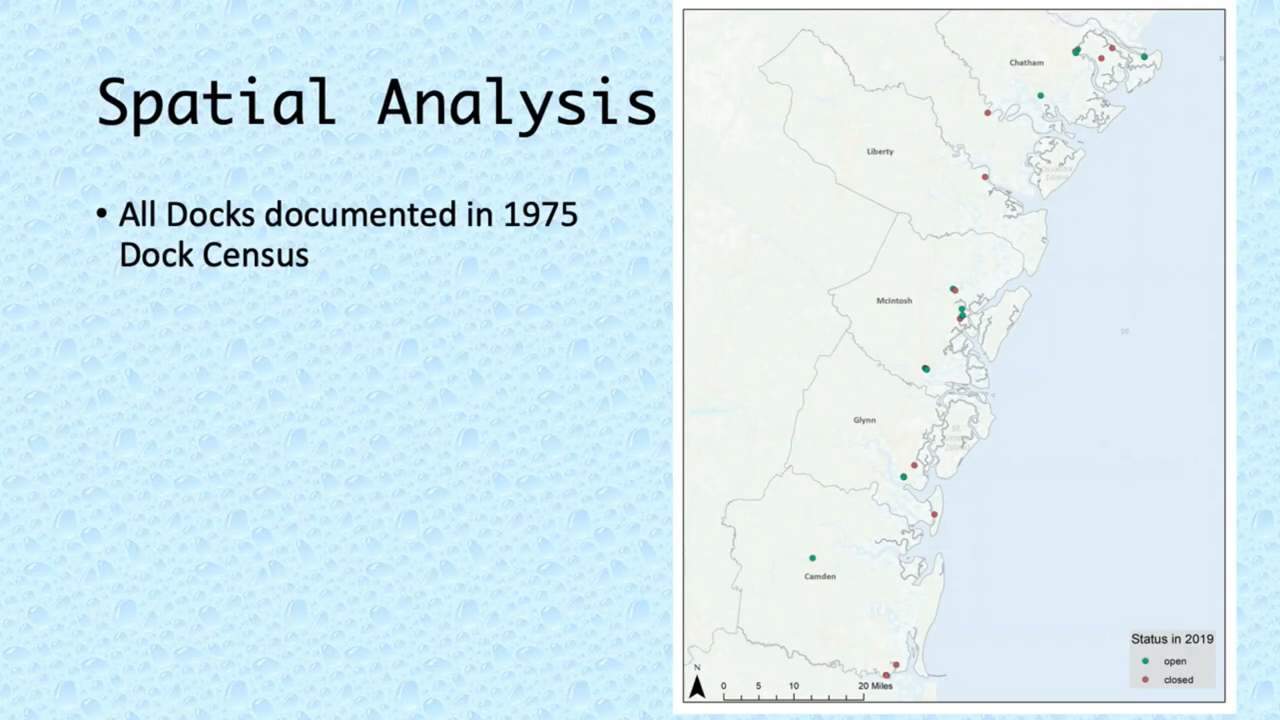 Spatial Analysis
• All Docks documented in 1975
Dock Census
Chatham
Liberty
McIntosh
Glynn
Camden
Status in 2019
open
closed
N
0 5 10 20 Miles